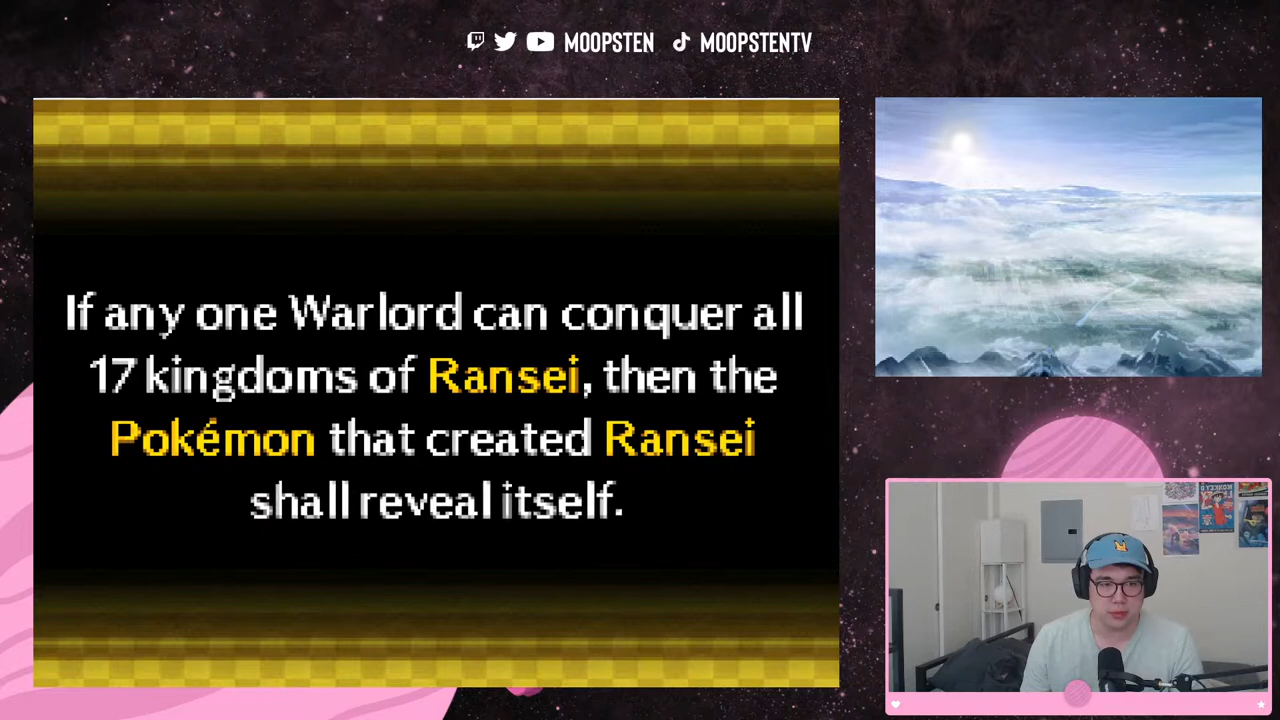 MOOPSTEN MOOPSTENTV
If any one Warlord can conquer all
17 kingdoms of Ransei, then the
Pokémon that created Ransei
shall reveal itself.